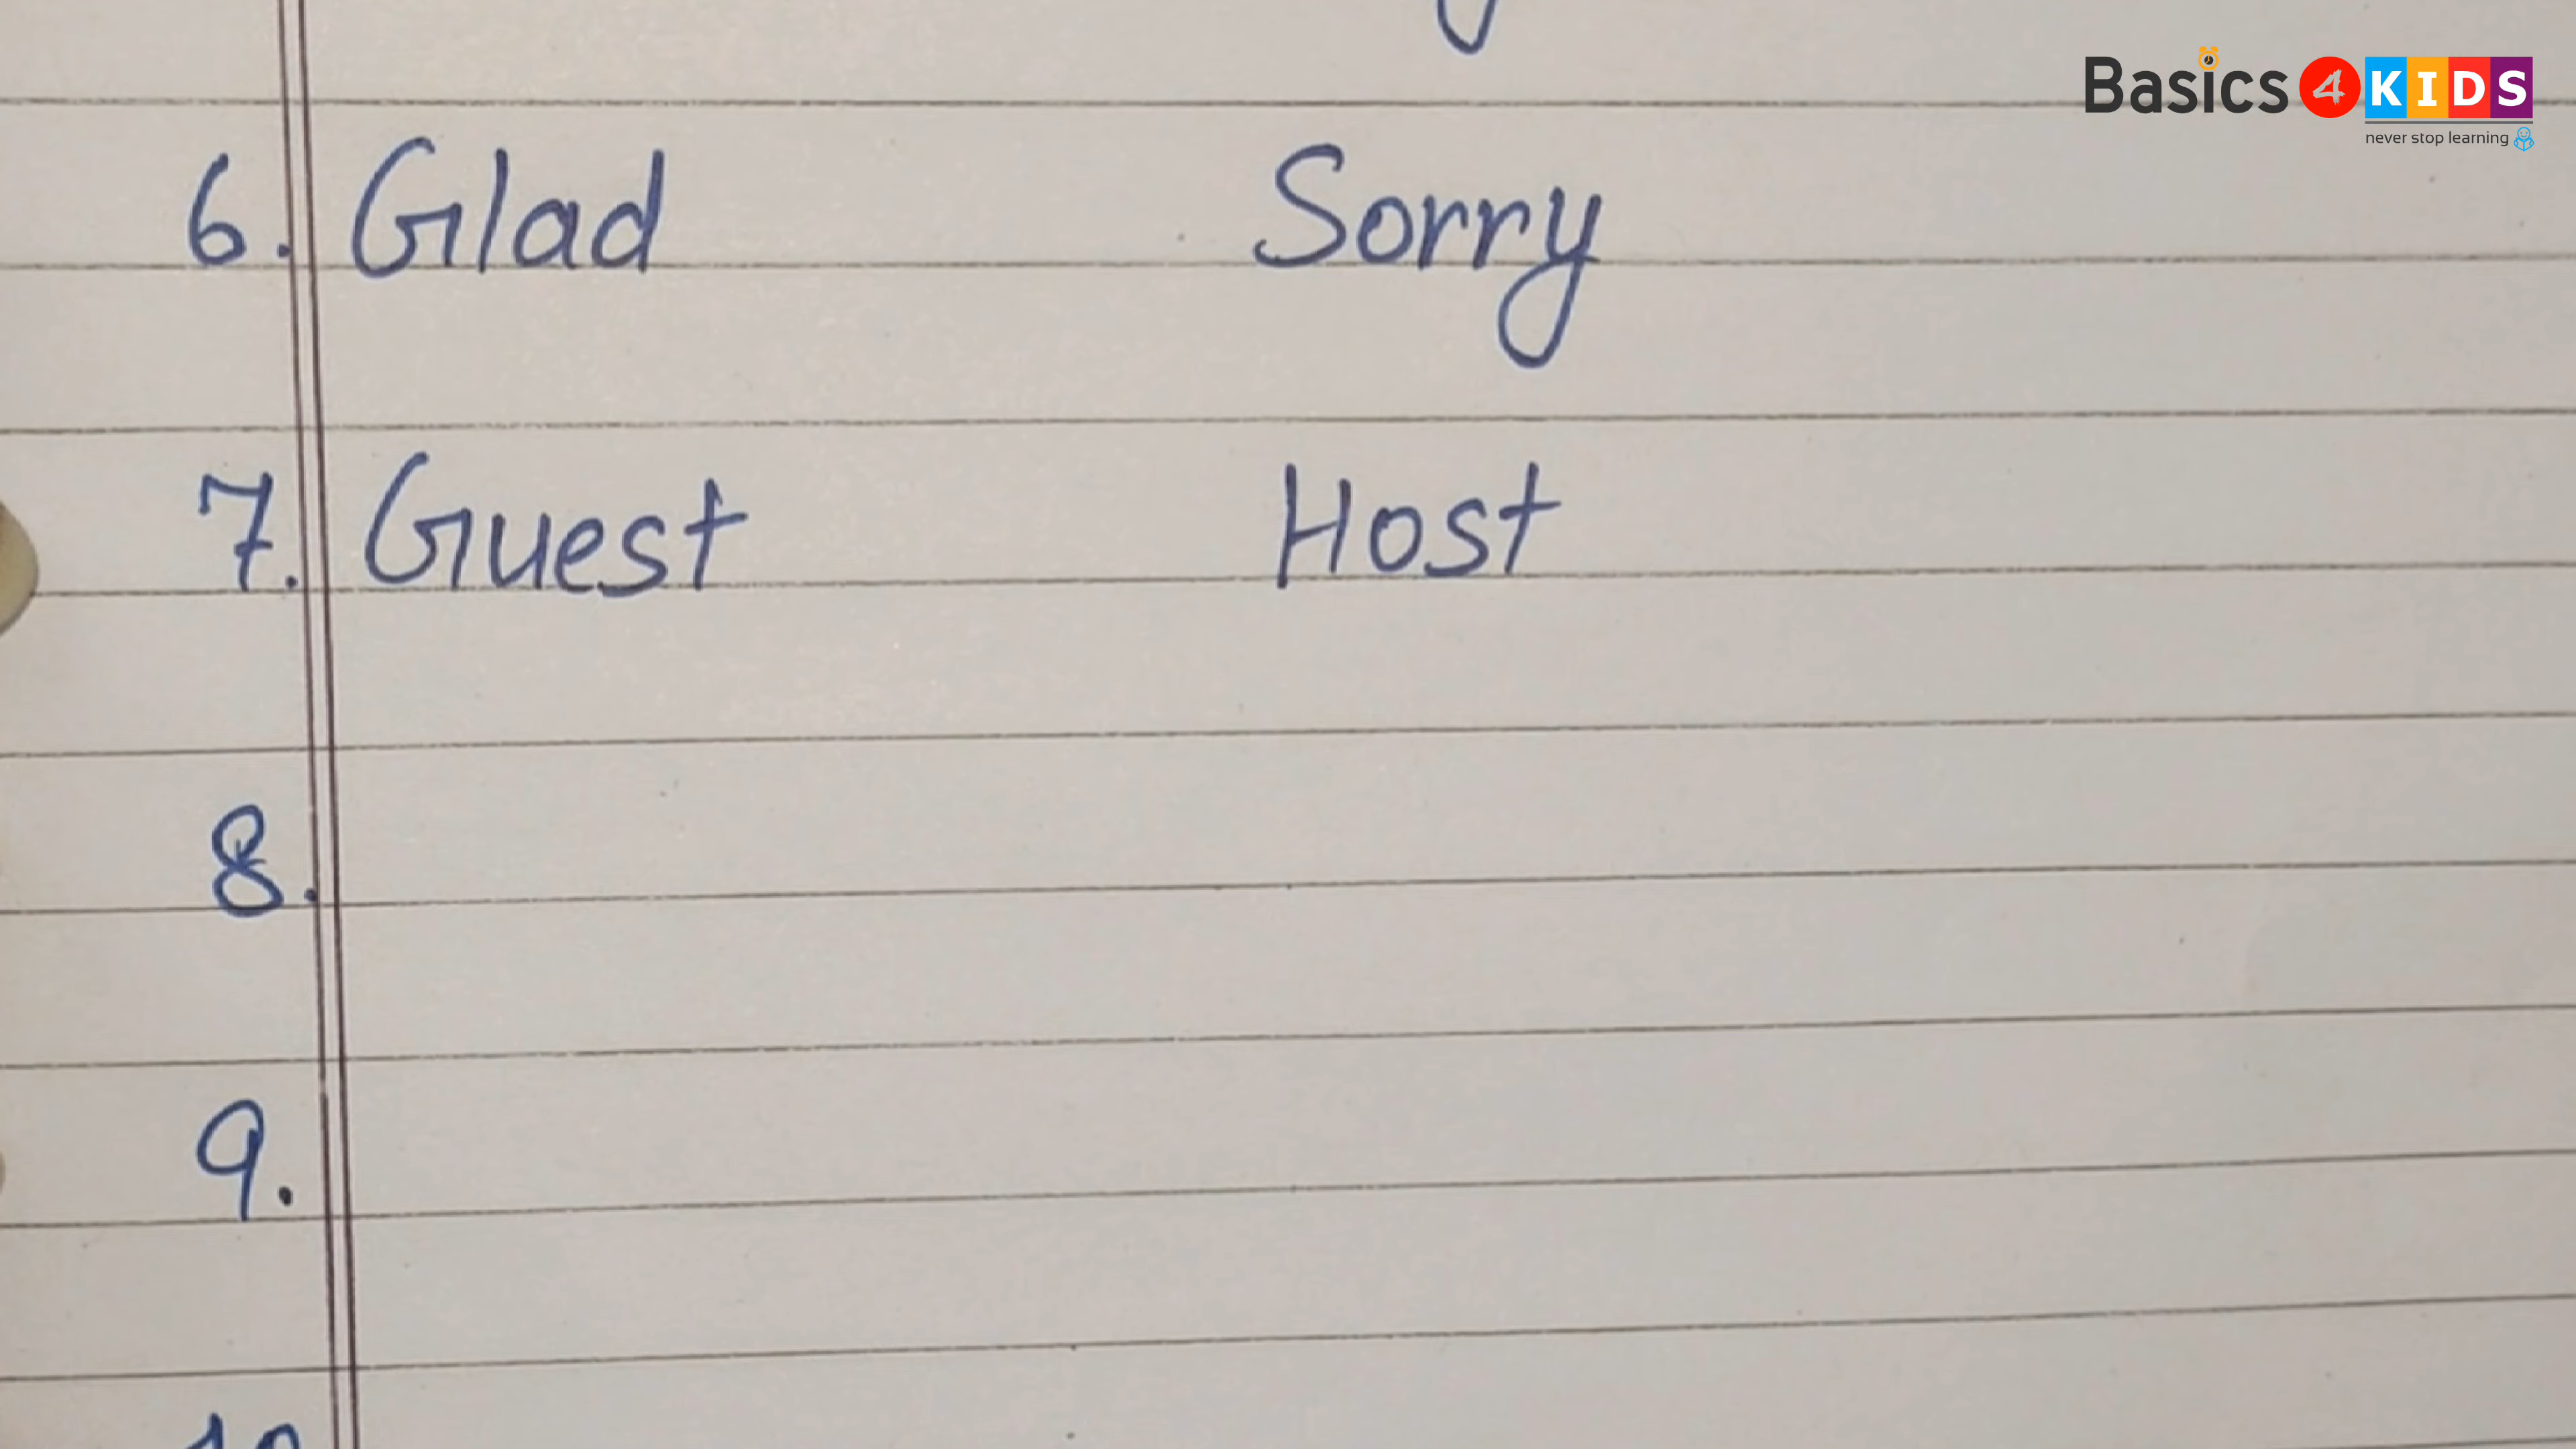 Basics 4 KIDS
never stop learning
6. Glad Sorry
7. Guest Host
8.
9.